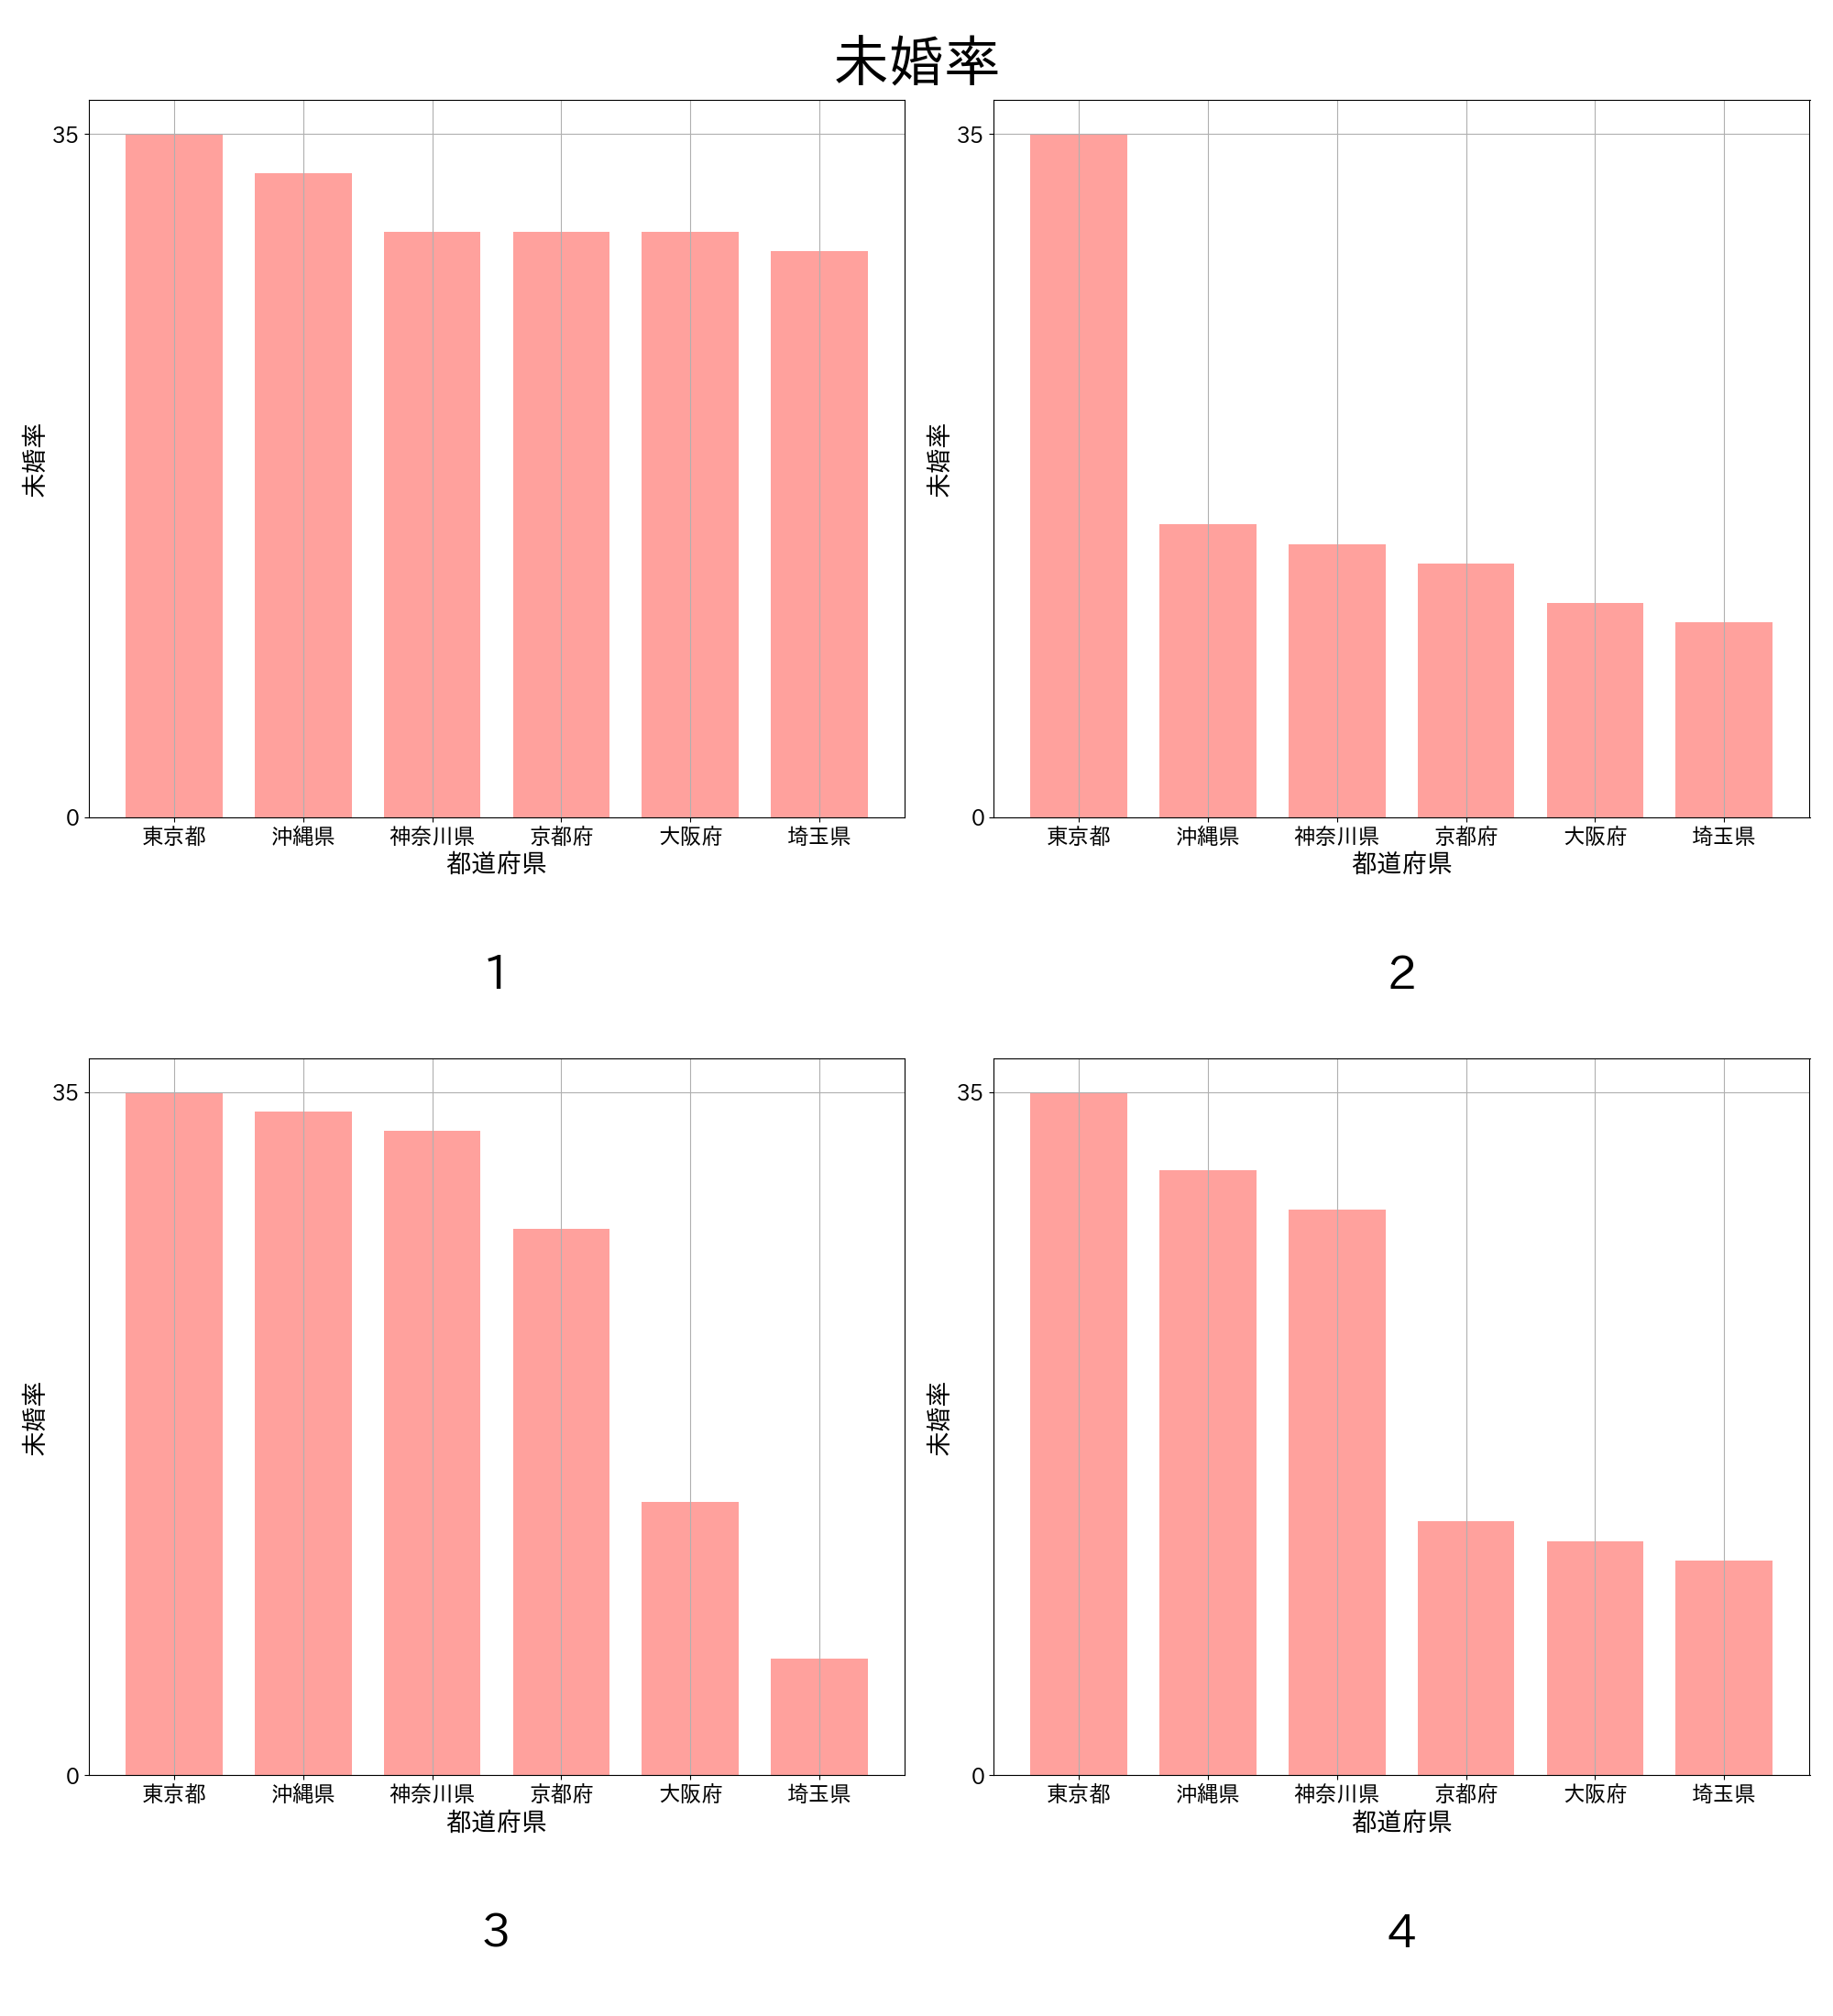 未婚率
35
0
未婚率
東京都 沖縄県 神奈川県 京都府 大阪府 埼玉県
都道府県
1
35
0
未婚率
東京都 沖縄県 神奈川県 京都府 大阪府 埼玉県
都道府県
2
35
0
未婚率
東京都 沖縄県 神奈川県 京都府 大阪府 埼玉県
都道府県
3
35
0
未婚率
東京都 沖縄県 神奈川県 京都府 大阪府 埼玉県
都道府県
4